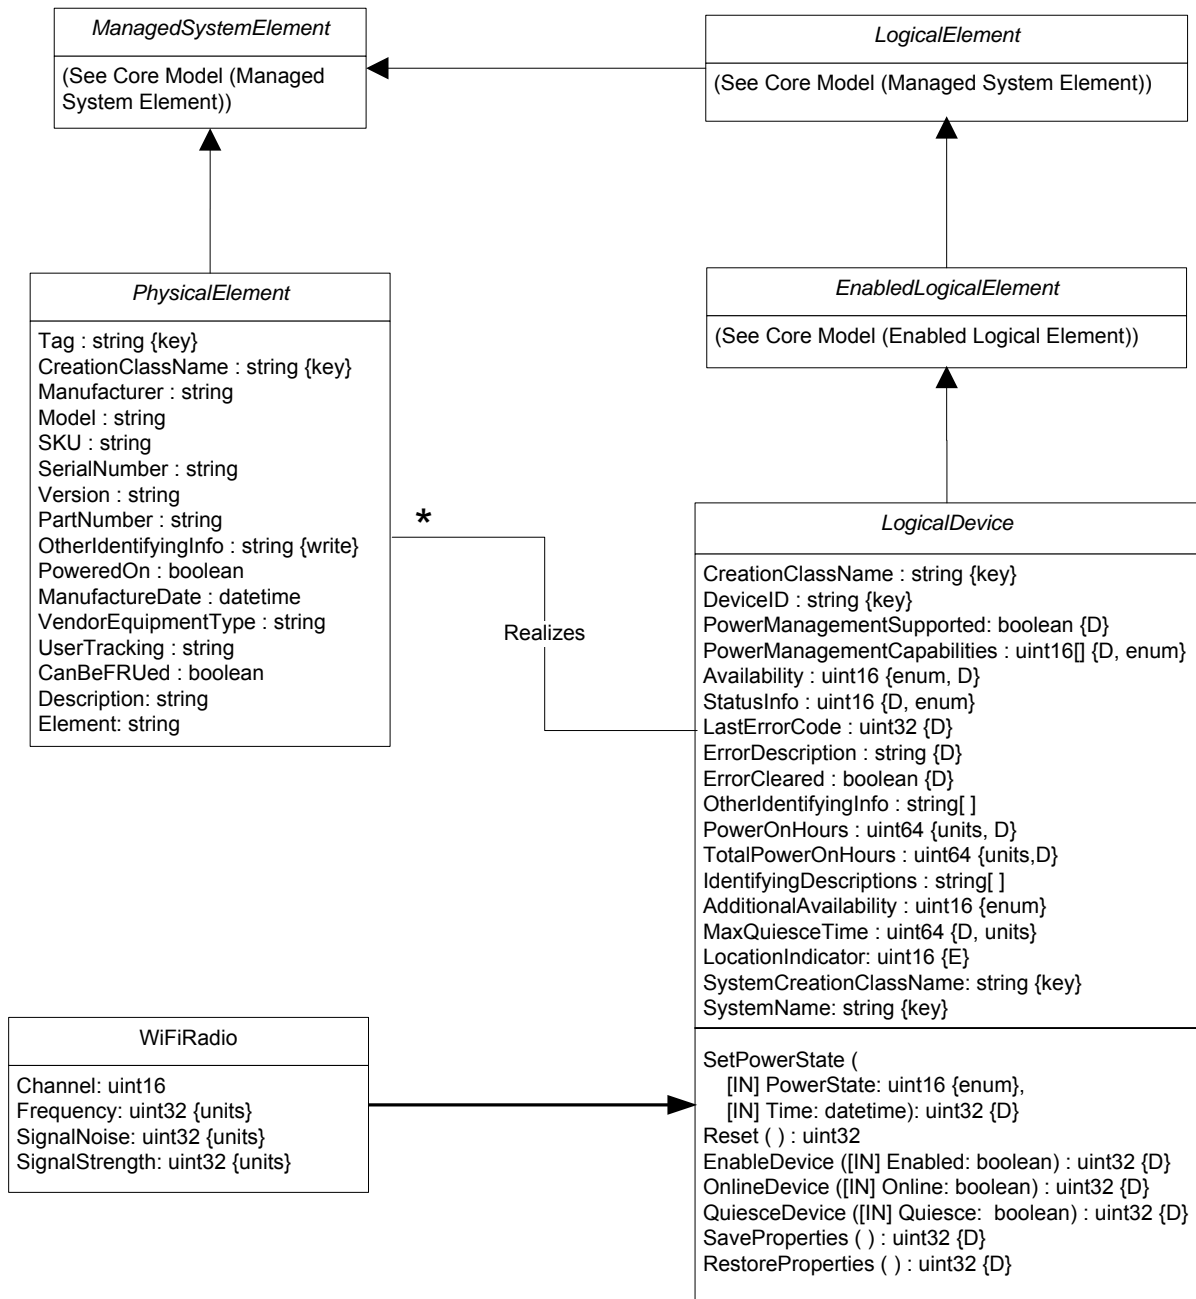 ManagedSystemElement
(See Core Model (Managed
System Element))
LogicalElement
(See Core Model (Managed System Element))
PhysicalElement
Tag : string {key}
CreationClassName : string {key}
Manufacturer : string
Model : string
SKU : string
SerialNumber : string
Version : string
PartNumber : string
OtherIdentifyingInfo : string {write}
PoweredOn : boolean
ManufactureDate : datetime
VendorEquipmentType : string
UserTracking : string
CanBeFRUed : boolean
Description: string
Element: string
EnabledLogicalElement
(See Core Model (Enabled Logical Element))
*
Realizes
LogicalDevice
CreationClassName : string {key}
DeviceID : string {key}
PowerManagementSupported: boolean {D}
PowerManagementCapabilities : uint16[] {D, enum}
Availability : uint16 {enum, D}
StatusInfo : uint16 {D, enum}
LastErrorCode : uint32 {D}
ErrorDescription : string {D}
ErrorCleared : boolean {D}
OtherIdentifyingInfo : string[ ]
PowerOnHours : uint64 {units, D}
TotalPowerOnHours : uint64 {units,D}
IdentifyingDescriptions : string[ ]
AdditionalAvailability : uint16 {enum}
MaxQuiesceTime : uint64 {D, units}
LocationIndicator: uint16 {E}
SystemCreationClassName: string {key}
SystemName: string {key}
SetPowerState (
[IN] PowerState: uint16 {enum},
[IN] Time: datetime): uint32 {D}
Reset ( ) : uint32
EnableDevice ([IN] Enabled: boolean) : uint32 {D}
OnlineDevice ([IN] Online: boolean) : uint32 {D}
QuiesceDevice ([IN] Quiesce:  boolean) : uint32 {D}
SaveProperties ( ) : uint32 {D}
RestoreProperties ( ) : uint32 {D}
WiFiRadio
Channel: uint16
Frequency: uint32 {units}
SignalNoise: uint32 {units}
SignalStrength: uint32 {units}